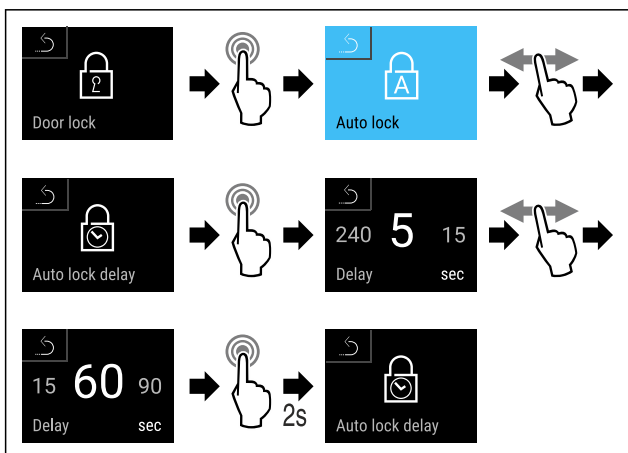 Door lock
A
Auto lock
Auto lock delay
240 5 15
Delay sec
15 60 90
Delay sec
2s
Auto lock delay